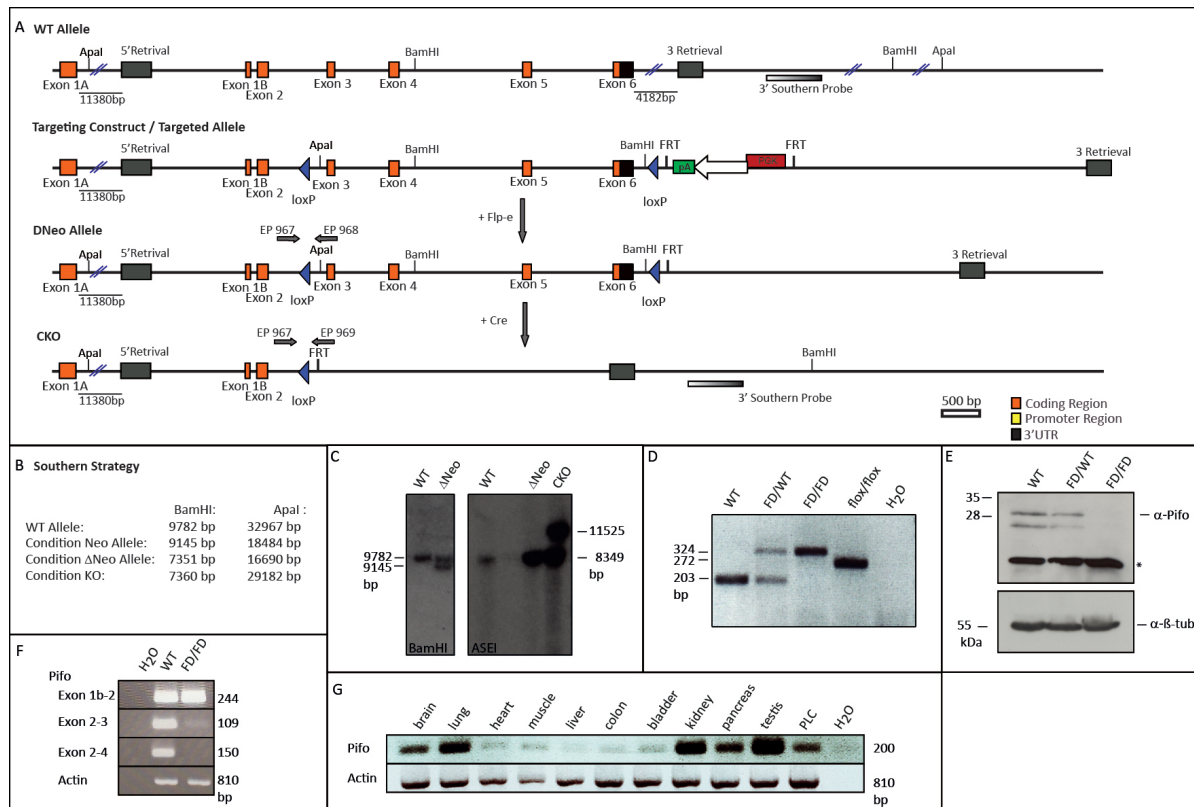 A
WT Allele
ApaI
5'Retrival
BamHI
3 Retrieval
BamHI
ApaI
Exon 1A
Exon 1B
Exon 2
Exon 3
Exon 4
Exon 5
Exon 6
11380bp
4182bp
3' Southern Probe
Targeting Construct / Targeted Allele
5'Retrival
ApaI
BamHI
BamHI
FRT
FRT
3 Retrieval
pA
PGK
Exon 1A
Exon 1B
Exon 2
Exon 3
Exon 4
Exon 5
Exon 6
11380bp
loxP
loxP
+ Flp-e
EP 967
EP 968
DNeo Allele
ApaI
5'Retrival
ApaI
BamHI
BamHI
FRT
3 Retrieval
Exon 1A
Exon 1B
Exon 2
Exon 3
Exon 4
Exon 5
Exon 6
11380bp
loxP
loxP
+ Cre
EP 967
EP 969
CKO
ApaI
5'Retrival
FRT
BamHI
Exon 1A
Exon 1B
Exon 2
11380bp
loxP
3' Southern Probe
500 bp
Coding Region
Promoter Region
3'UTR
B
Southern Strategy
BamHI: ApaI :
WT Allele: 9782 bp 32967 bp
Condition Neo Allele: 9145 bp 18484 bp
Condition ΔNeo Allele: 7351 bp 16690 bp
Condition KO: 7360 bp 29182 bp
C
WT ΔNeo WT ΔNeo CKO
11525
9782 8349
9145
bp bp
BamHI ASEI
D
WT FD/WT FD/FD flox/flox H2O
324
272
203
bp
E
WT FD/WT FD/FD
35
28 α-Pifo
*
55 α-ß-tub
kDa
F
H2O WT FD/FD
Pifo
Exon 1b-2 244
Exon 2-3 109
Exon 2-4 150
Actin 810
bp
G
brain lung heart muscle liver colon bladder kidney pancreas testis PLC H2O
Pifo 200
Actin 810
bp